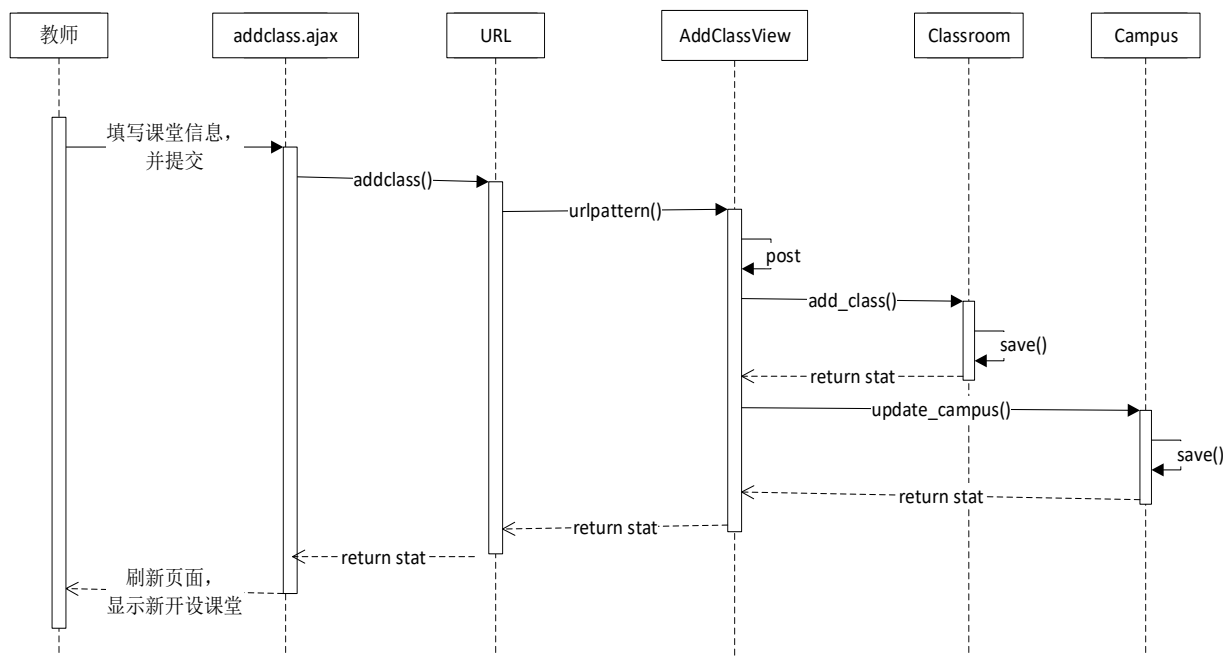 教师
addclass.ajax
URL
AddClassView
Classroom
Campus
填写课堂信息，
并提交
addclass()
urlpattern()
post
add_class()
save()
return stat
update_campus()
save()
return stat
return stat
return stat
刷新页面，
显示新开设课堂